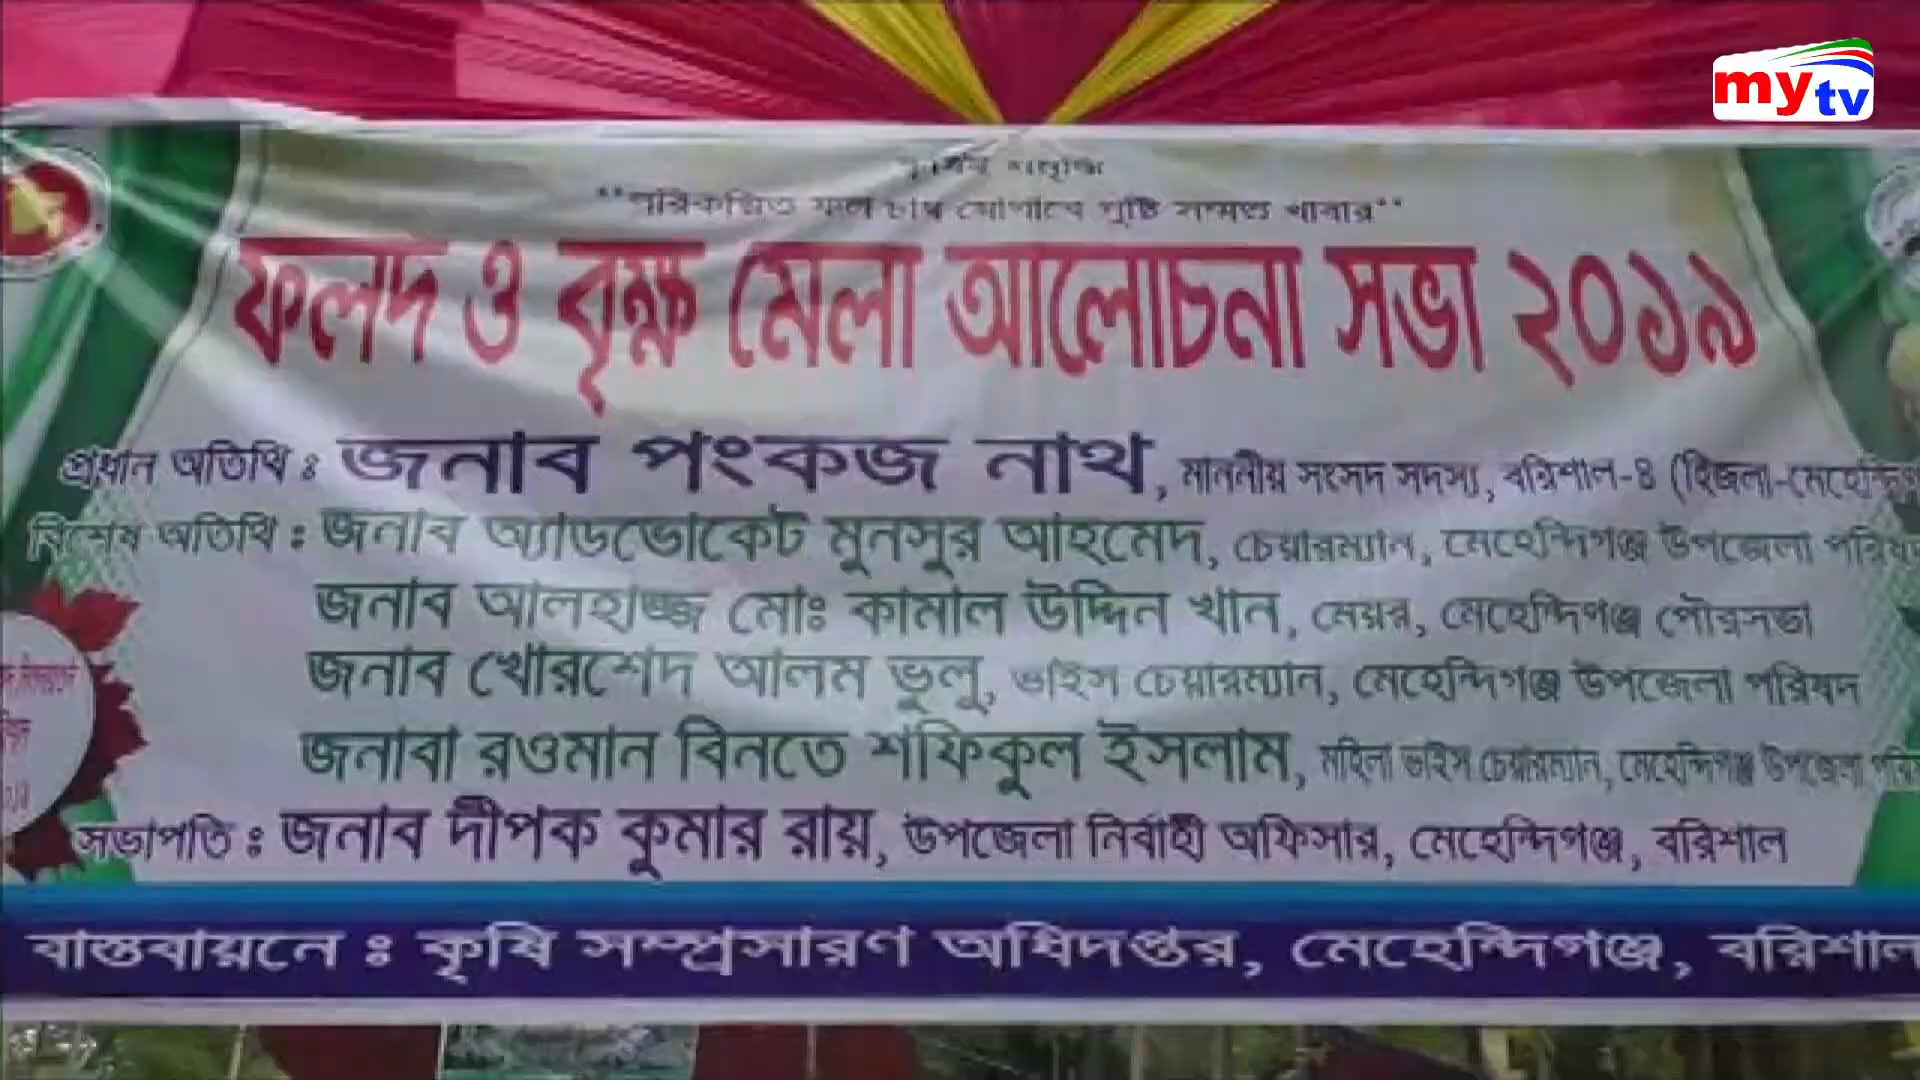 my tv
"পরিকল্পিত ফল চাষ যোগাবে পুষ্টি সম্মত খাবার"
ফলদ ও বৃক্ষ মেলা আলোচনা সভা ২০১৯
প্রধান অতিথি : জনাব পংকজ নাথ, মাননীয় সংসদ সদস্য, বরিশাল-৪ (হিজলা-মেহেন্দিগ
বিশেষ অতিথি : জনাব অ্যাডভোকেট মুনসুর আহমেদ, চেয়ারম্যান, মেহেন্দিগঞ্জ উপজেলা পরিষদ
জনাব আলহাজ্জ মোঃ কামাল উদ্দিন খান, মেয়র, মেহেন্দিগঞ্জ পৌরসভা
জনাব খোরশেদ আলম ভুলু, ভাইস চেয়ারম্যান, মেহেন্দিগঞ্জ উপজেলা পরিষদ
জনাবা রওমান বিনতে শফিকুল ইসলাম, মহিলা ভাইস চেয়ারম্যান, মেহেন্দিগঞ্জ উপজেলা পরি
সভাপতি : জনাব দীপক কুমার রায়, উপজেলা নির্বাহী অফিসার, মেহেন্দিগঞ্জ, বরিশাল
বাস্তবায়নে : কৃষি সম্প্রসারণ অধিদপ্তর, মেহেন্দিগঞ্জ, বরিশাল